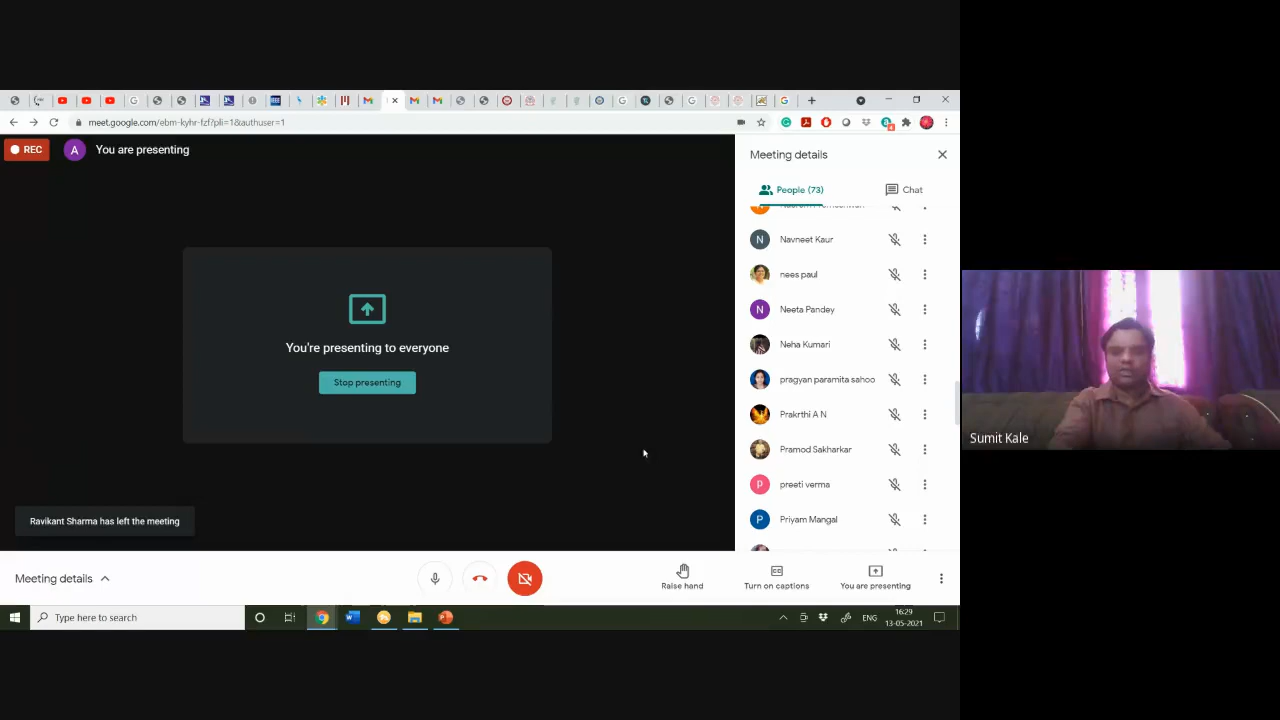 meet.google.com/ebm-kyhr-fzf?pli=1&authuser=1
REC
A
You are presenting
You're presenting to everyone
Stop presenting
Ravikant Sharma has left the meeting
Meeting details
People (73)
Chat
N
Navneet Kaur
nees paul
N
Neeta Pandey
Neha Kumari
pragyan paramita sahoo
Prakrthi A N
Pramod Sakharkar
P
preeti verma
P
Priyam Mangal
Meeting details
Raise hand
Turn on captions
You are presenting
Type here to search
ENG
16:29
13-05-2021
Sumit Kale